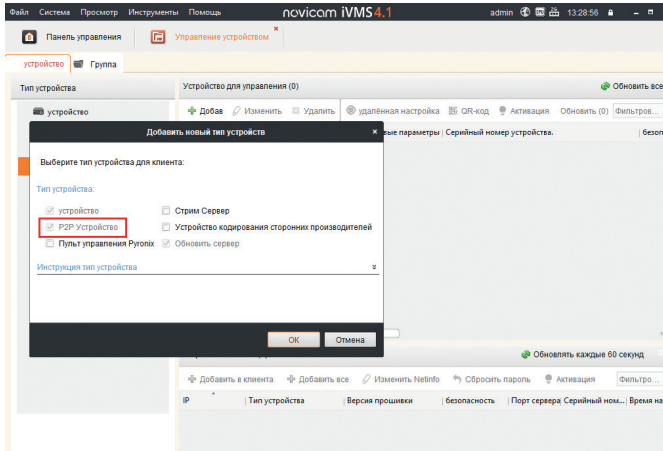 Файл Система Просмотр Инструменты Помощь novicam iVMS4.1 admin 13:28:56
Панель управления Управление устройством
устройство Группа
Тип устройства Устройство для управления (0) Обновить все
устройство Добав Изменить Удалить удалённая настройка QR-код Активация Обновить (0) Фильтров...
Добавить новый тип устройств
вые параметры Серийный номер устройства. безоп
Выберите тип устройства для клиента:
Тип устройства:
устройство Стрим Сервер
P2P Устройство Устройство кодирования сторонних производителей
Пульт управления Pyronix Обновить сервер
Инструкция тип устройства
ОК Отмена
Обновлять каждые 60 секунд
Добавить в клиента Добавить все Изменить Netinfo Сбросить пароль Активация Фильтро...
IP Тип устройства Версия прошивки безопасность Порт сервера Серийный ном... Время на